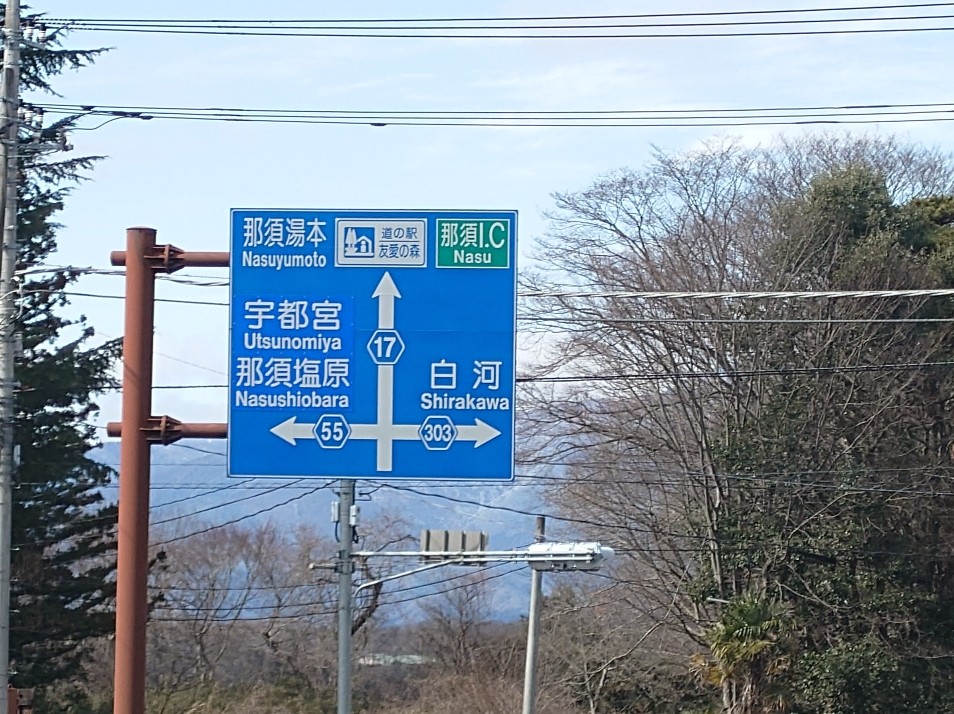 那須湯本
Nasuyumoto
道の駅
友愛の森
那須I.C
Nasu
宇都宮
Utsunomiya
那須塩原
Nasushiobara
17
白河
Shirakawa
55
303